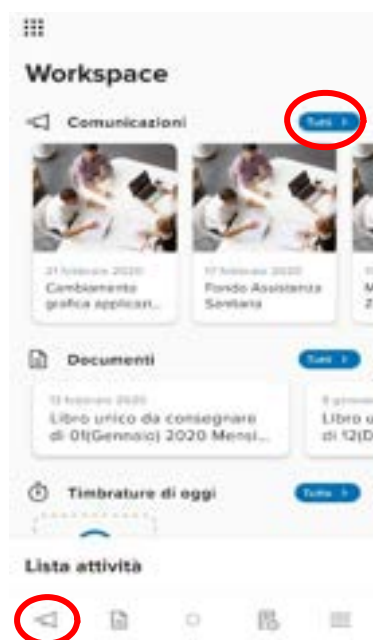 Workspace
Comunicazioni
Tutti >
21 febbraio 2020
Cambiamento
grafica applicazi...
17 febbraio 2020
Fondo Assistenza
Sanitaria
M
Documenti
Tutti >
13 febbraio 2020
Libro unico da consegnare
di 01(Gennaio) 2020 Mensi...
Libro u
di 12(D
Timbrature di oggi
Tutte >
Lista attività